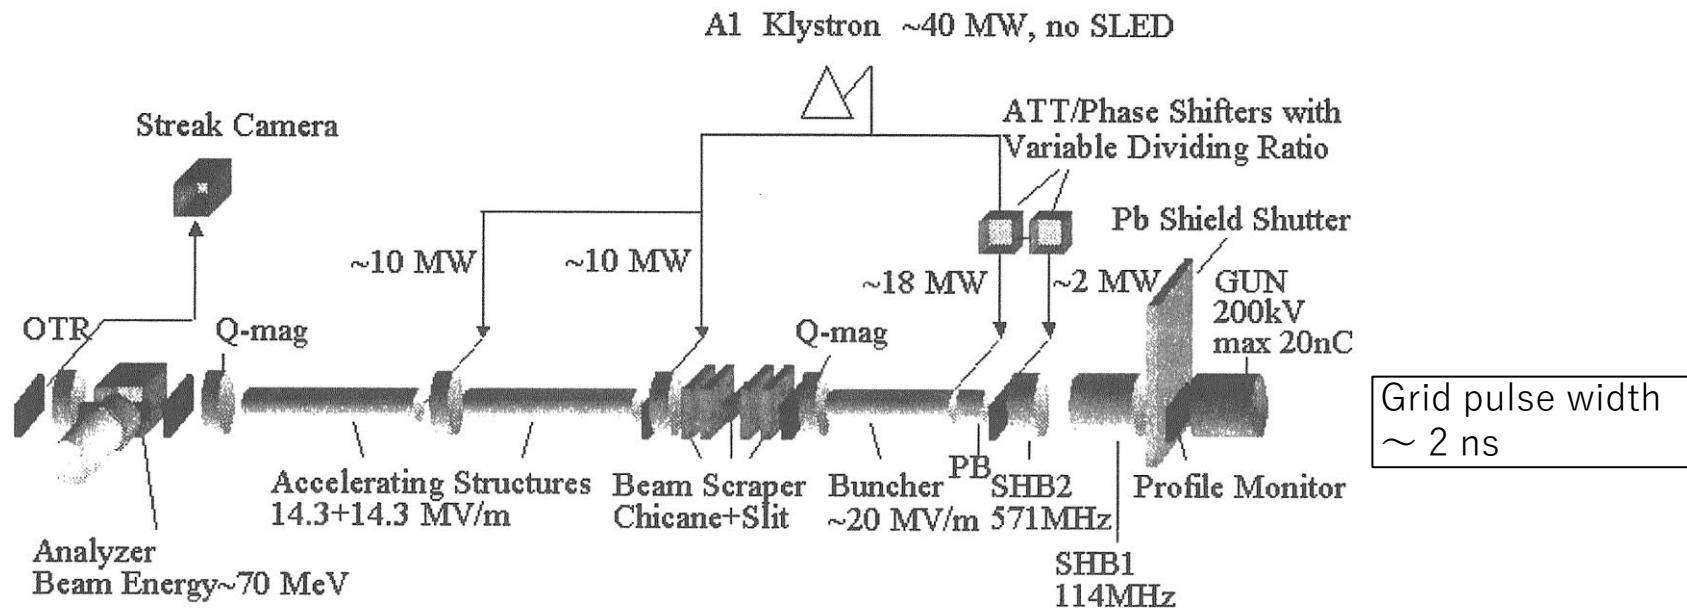 A1 Klystron ~40 MW, no SLED
Streak Camera
ATT/Phase Shifters with
Variable Dividing Ratio
Pb Shield Shutter
~10 MW
~10 MW
~18 MW
~2 MW
GUN
200kV
max 20nC
OTR
Q-mag
Q-mag
Grid pulse width
～ 2 ns
Accelerating Structures
14.3+14.3 MV/m
Beam Scraper
Chicane+Slit
Buncher
~20 MV/m
PB
SHB2
571MHz
Profile Monitor
Analyzer
Beam Energy~70 MeV
SHB1
114MHz